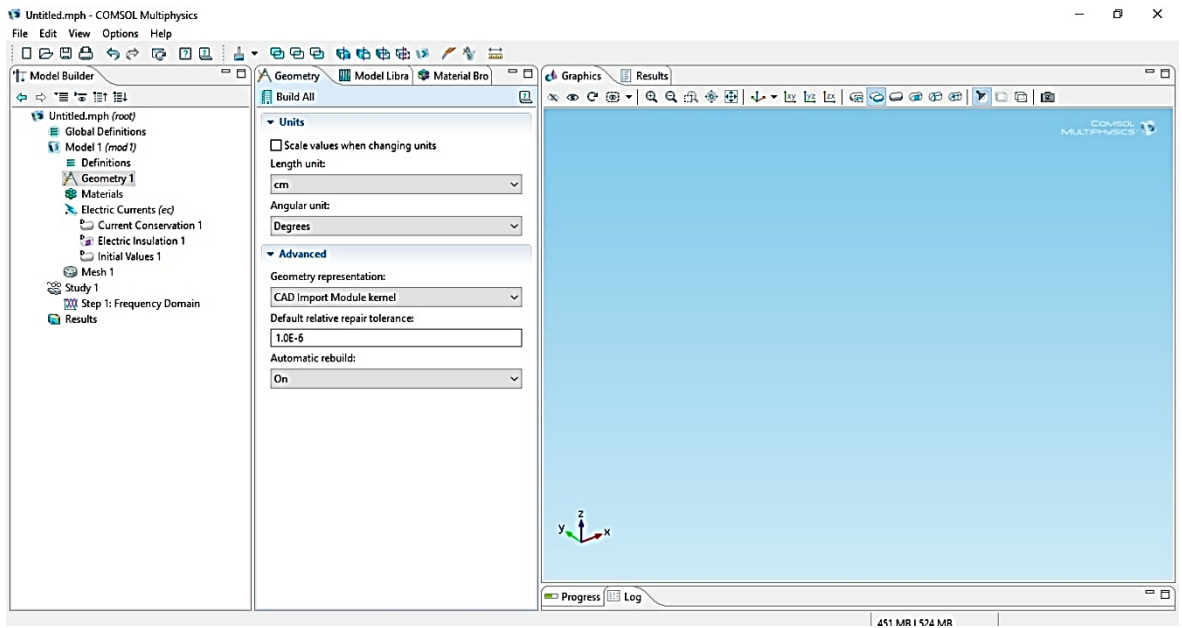 Untitled.mph - COMSOL Multiphysics
File Edit View Options Help
Model Builder
Untitled.mph (root)
Global Definitions
Model 1 (mod1)
Definitions
Geometry 1
Materials
Electric Currents (ec)
Current Conservation 1
Electric Insulation 1
Initial Values 1
Mesh 1
Study 1
Step 1: Frequency Domain
Results
Geometry Model Libra Material Bro
Build All
Units
Scale values when changing units
Length unit:
cm
Angular unit:
Degrees
Advanced
Geometry representation:
CAD Import Module kernel
Default relative repair tolerance:
1.0E-6
Automatic rebuild:
On
Graphics Results
xy yz zx
COMSOL
MULTIPHYSICS
z
y x
Progress Log
451 MB | 524 MB